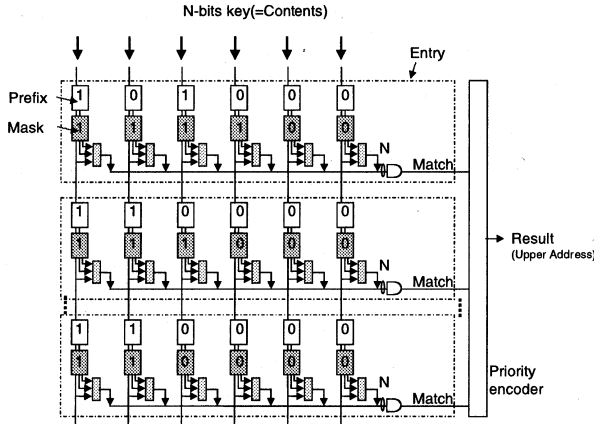 N-bits key(=Contents)
Entry
Prefix
1 0 1 0 0 0
Mask
1 1 1 1 0 0
N
Match
1 1 0 0 0 0
1 1 1 0 0 0
N
Match
Result
(Upper Address)
1 1 0 0 0 0
1 1 0 0 0 0
N
Match
Priority
encoder